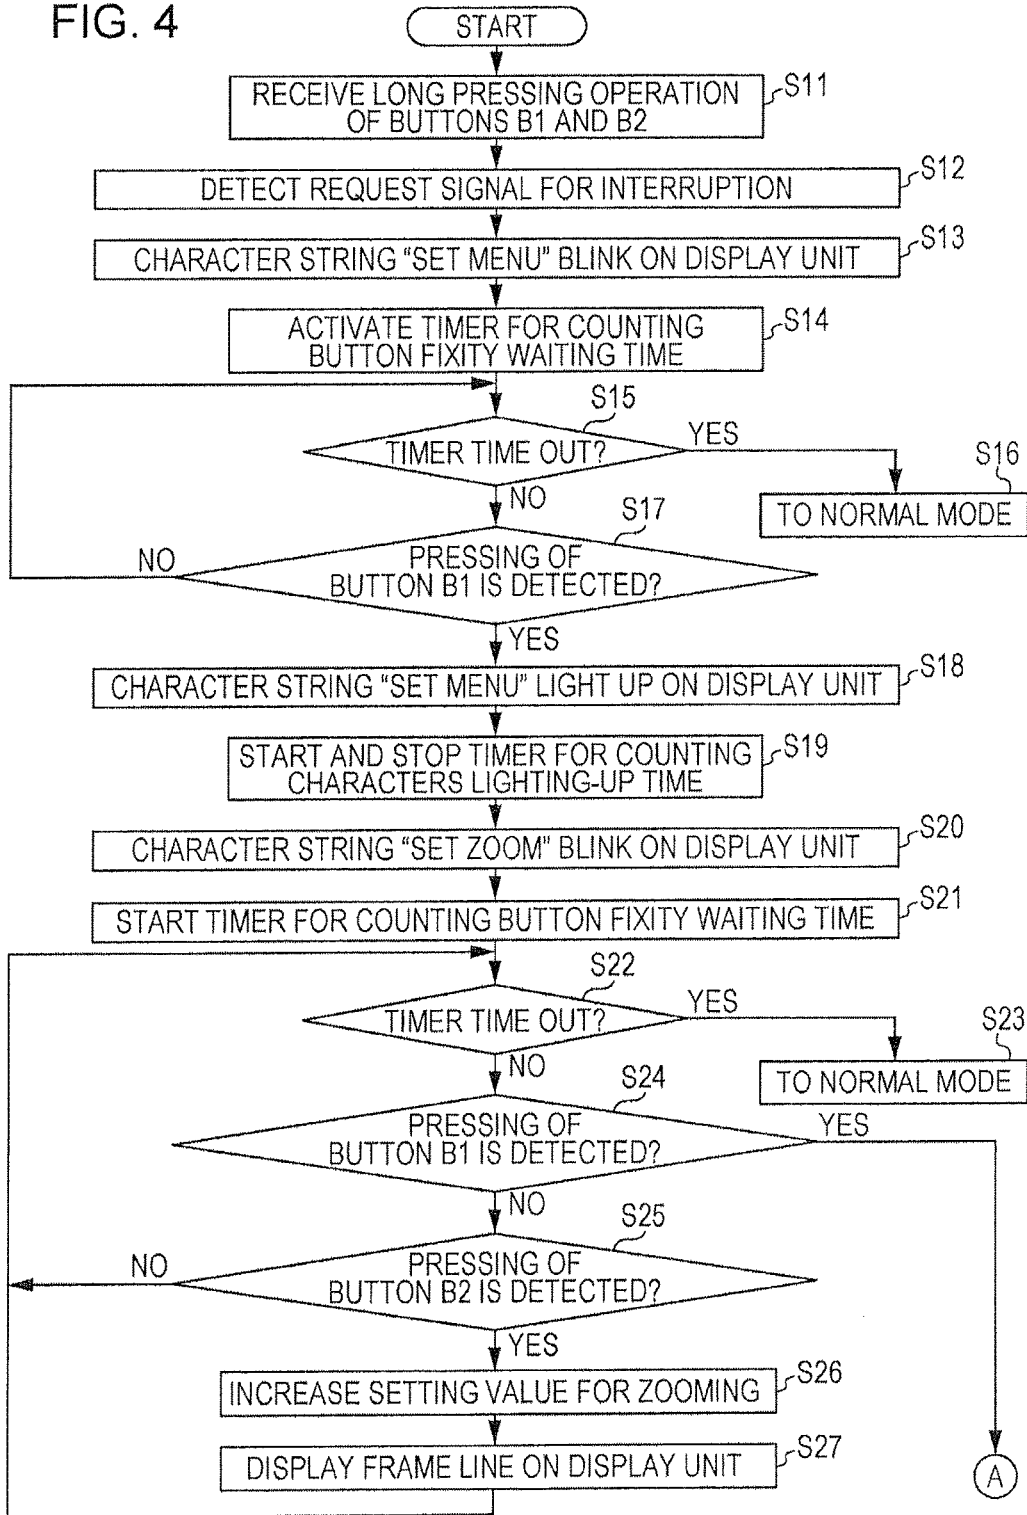 FIG. 4
START
RECEIVE LONG PRESSING OPERATION
OF BUTTONS B1 AND B2
S11
DETECT REQUEST SIGNAL FOR INTERRUPTION
S12
CHARACTER STRING “SET MENU” BLINK ON DISPLAY UNIT
S13
ACTIVATE TIMER FOR COUNTING
BUTTON FIXITY WAITING TIME
S14
S15
TIMER TIME OUT?
YES
S16
TO NORMAL MODE
NO
S17
PRESSING OF
BUTTON B1 IS DETECTED?
NO
YES
CHARACTER STRING “SET MENU” LIGHT UP ON DISPLAY UNIT
S18
START AND STOP TIMER FOR COUNTING
CHARACTERS LIGHTING-UP TIME
S19
CHARACTER STRING “SET ZOOM” BLINK ON DISPLAY UNIT
S20
START TIMER FOR COUNTING BUTTON FIXITY WAITING TIME
S21
S22
TIMER TIME OUT?
YES
S23
TO NORMAL MODE
NO
S24
PRESSING OF
BUTTON B1 IS DETECTED?
YES
NO
S25
PRESSING OF
BUTTON B2 IS DETECTED?
NO
YES
INCREASE SETTING VALUE FOR ZOOMING
S26
DISPLAY FRAME LINE ON DISPLAY UNIT
S27
A